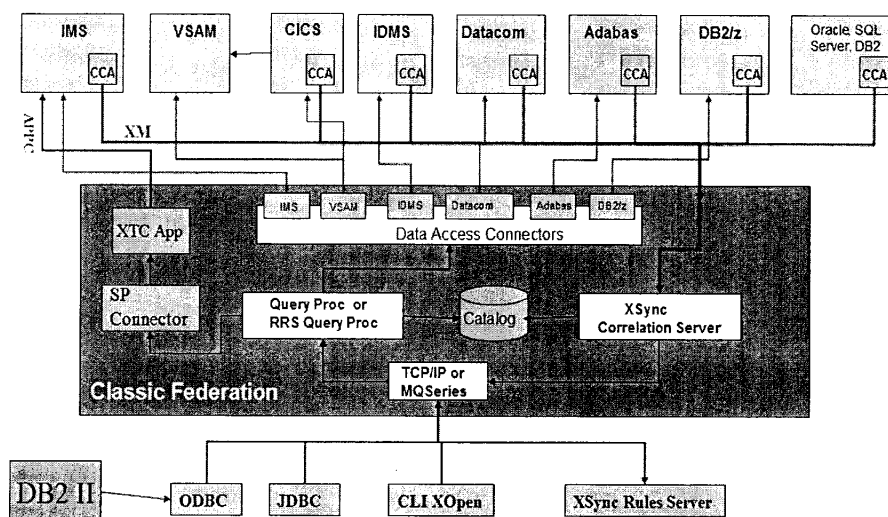 IMS
VSAM
CICS
IDMS
Datacom
Adabas
DB2/z
Oracle, SQL
Server, DB2
CCA
CCA
CCA
CCA
CCA
CCA
CCA
APPC
XM
IMS
VSAM
IDMS
Datacom
Adabas
DB2/z
Data Access Connectors
XTC App
SP
Connector
Query Proc or
RRS Query Proc
Catalog
XSync
Correlation Server
TCP/IP or
MQSeries
Classic Federation
DB2 II
ODBC
JDBC
CLI XOpen
XSync Rules Server